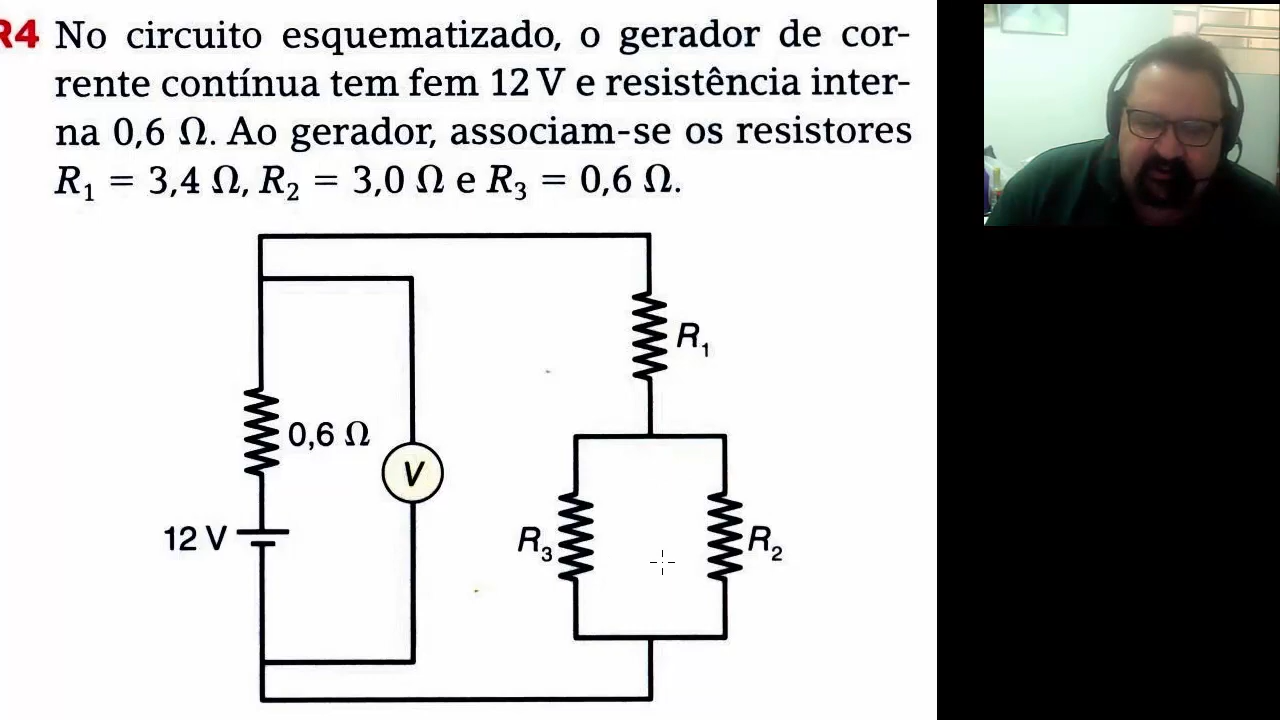 R4 No circuito esquematizado, o gerador de cor-
rente contínua tem fem 12 V e resistência inter-
na 0,6 Ω. Ao gerador, associam-se os resistores
R₁ = 3,4 Ω, R₂ = 3,0 Ω e R₃ = 0,6 Ω.
R₁
0,6 Ω
V
12 V
R₃
R₂